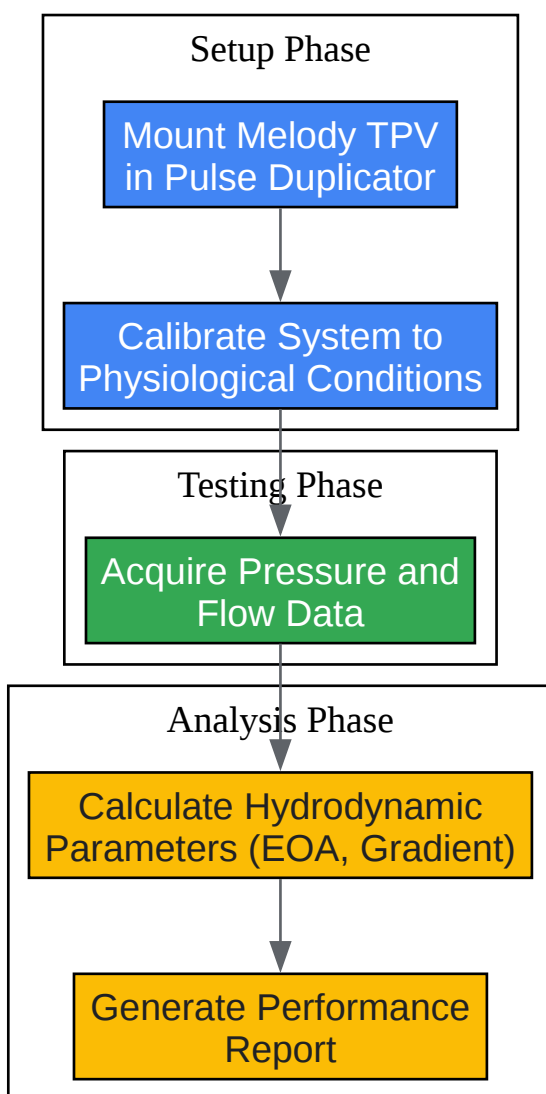 Setup Phase
Mount Melody TPV
in Pulse Duplicator
Calibrate System to
Physiological Conditions
Testing Phase
Acquire Pressure and
Flow Data
Analysis Phase
Calculate Hydrodynamic
Parameters (EOA, Gradient)
Generate Performance
Report